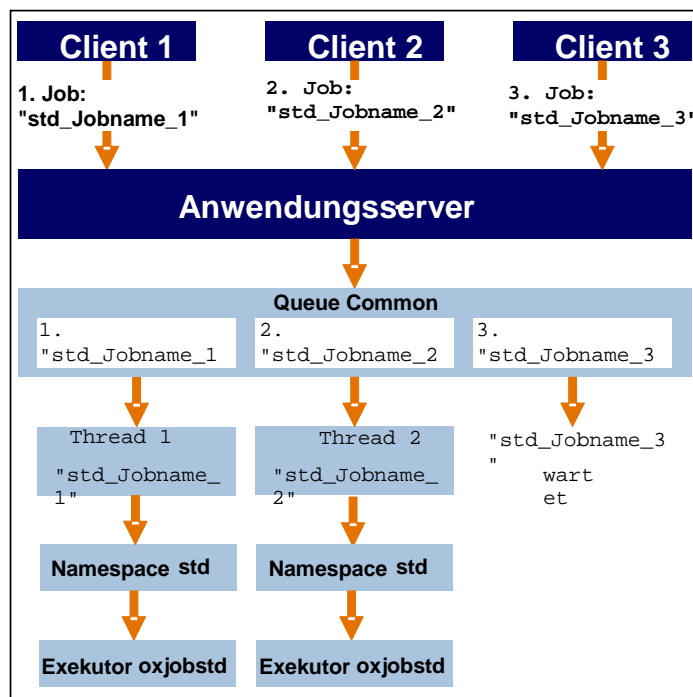 Client 1
Client 2
Client 3
1. Job:
"std_Jobname_1"
2. Job:
"std_Jobname_2"
3. Job:
"std_Jobname_3"
Anwendungsserver
Queue Common
1.
"std_Jobname_1
2.
"std_Jobname_2
3.
"std_Jobname_3
Thread 1
"std_Jobname_
1"
Thread 2
"std_Jobname_
2"
"std_Jobname_3
"
wart
et
Namespace std
Namespace std
Exekutor oxjobstd
Exekutor oxjobstd